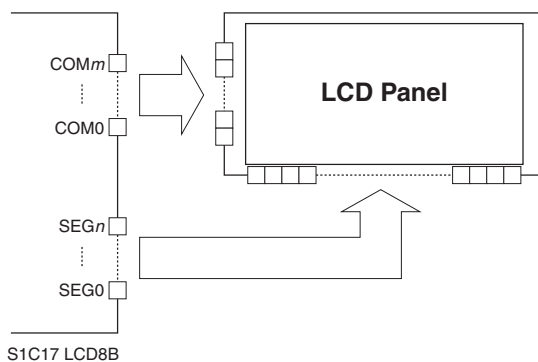 COMm
COM0
LCD Panel
SEGn
SEG0
S1C17 LCD8B